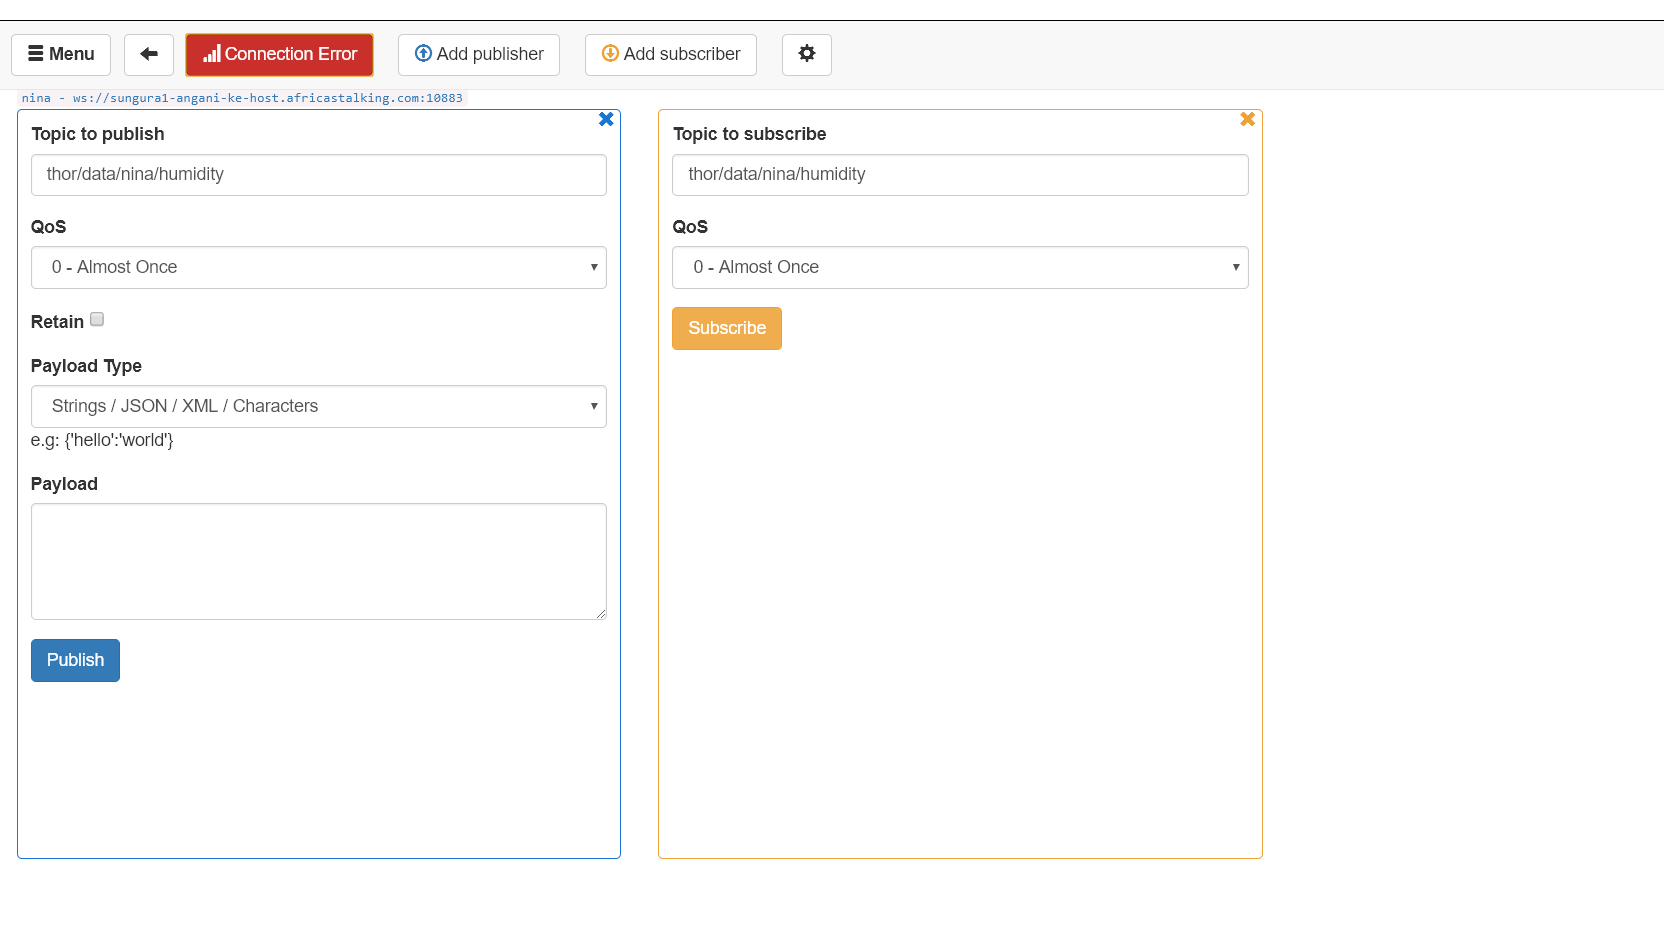 Menu
Connection Error
Add publisher
Add subscriber
nina - ws://sungura1-angani-ke-host.africastalking.com:10883
Topic to publish
thor/data/nina/humidity
QoS
0 - Almost Once
Retain
Payload Type
Strings / JSON / XML / Characters
e.g: {'hello':'world'}
Payload
Publish
Topic to subscribe
thor/data/nina/humidity
QoS
0 - Almost Once
Subscribe